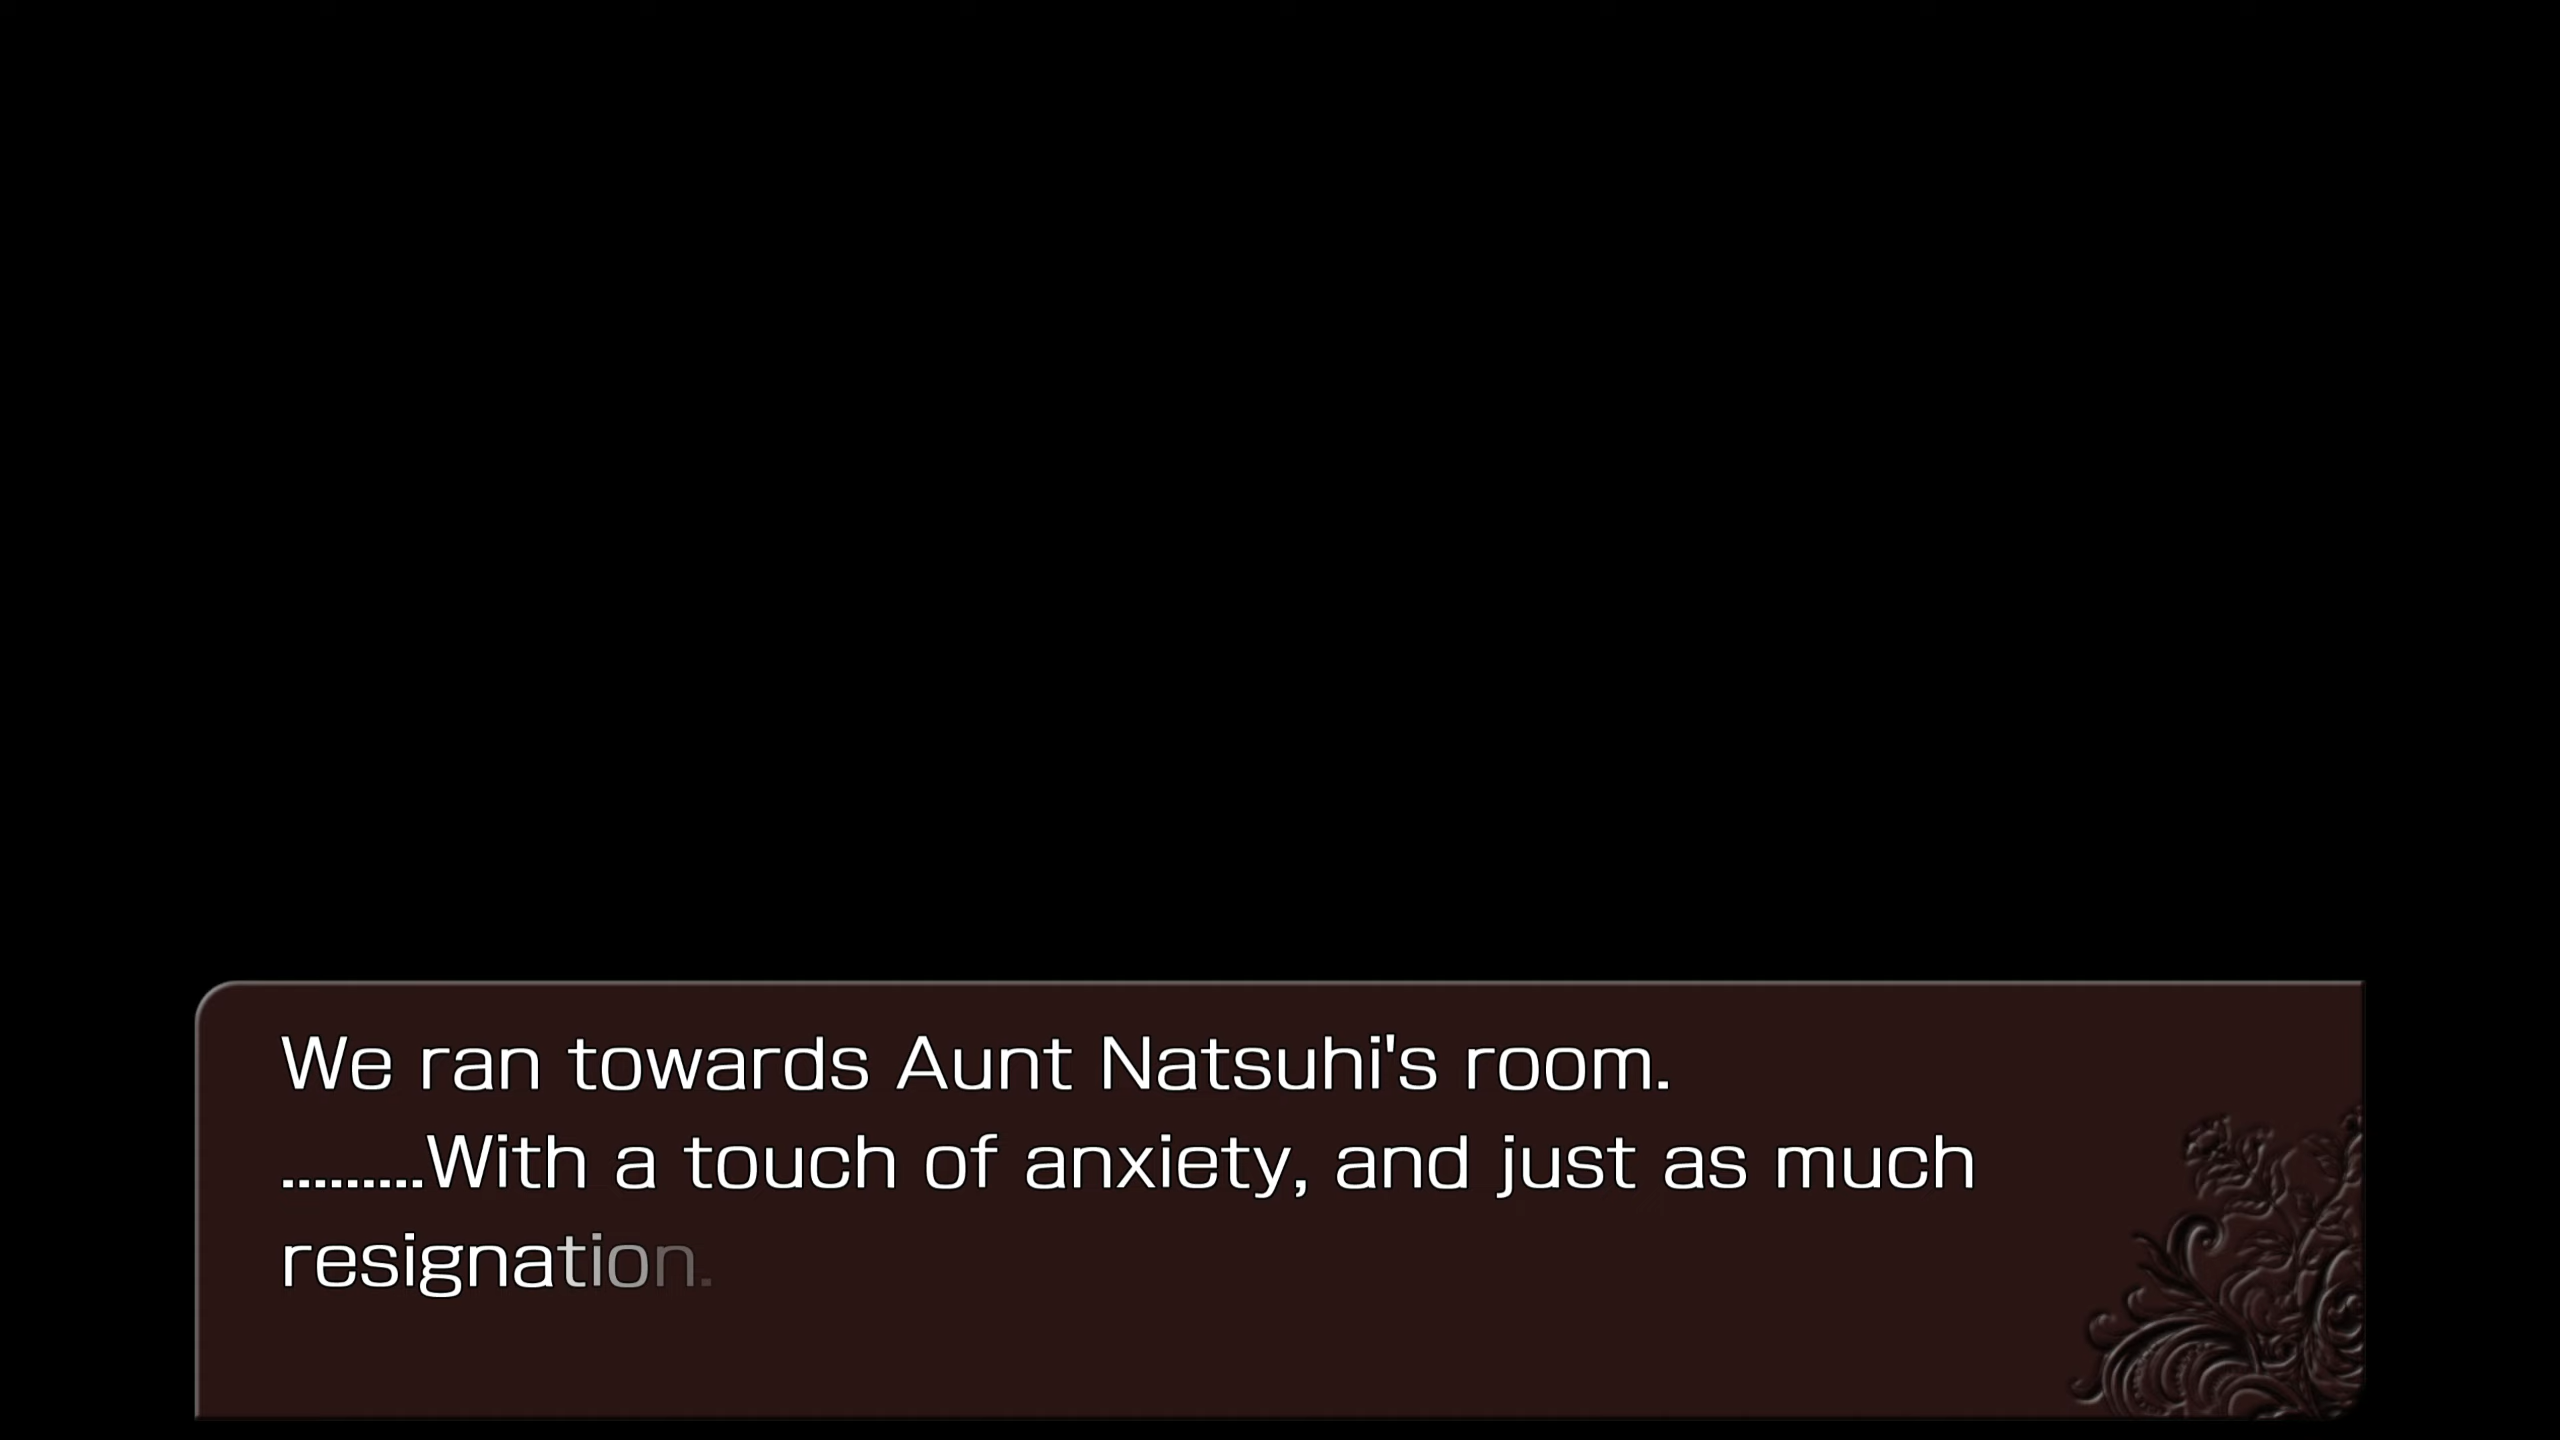 We ran towards Aunt Natsuhi's room.
.........With a touch of anxiety, and just as much
resignation.